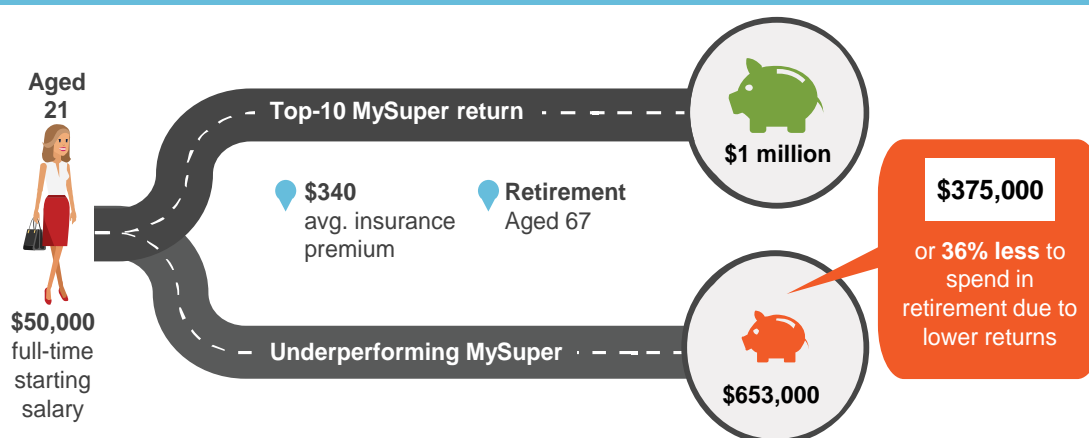 Aged
21
$50,000
full-time
starting
salary
Top-10 MySuper return
$1 million
$340
avg. insurance
premium
Retirement
Aged 67
Underperforming MySuper
$653,000
$375,000
or 36% less to
spend in
retirement due to
lower returns